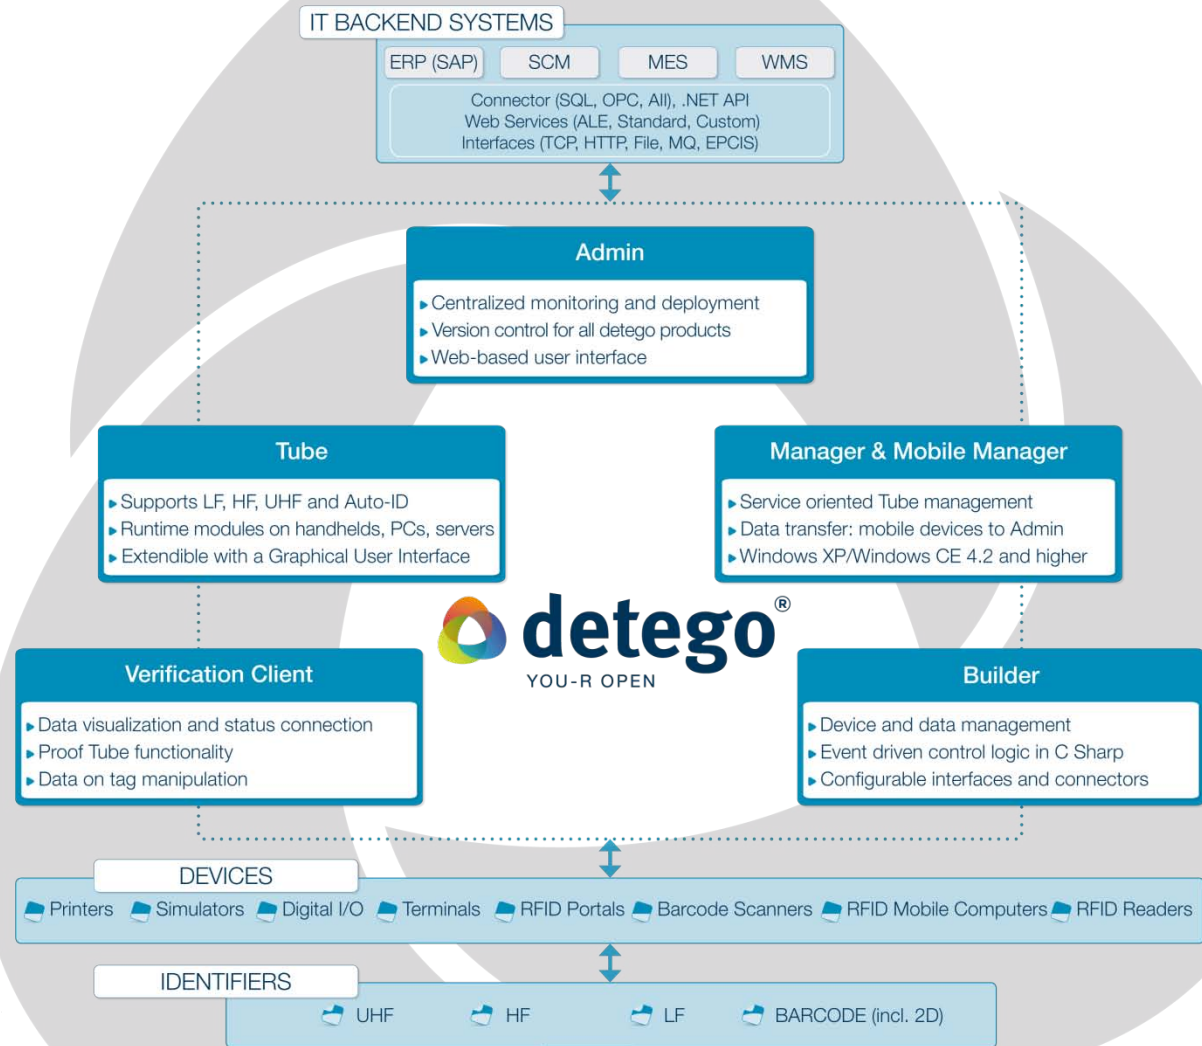 IT BACKEND SYSTEMS
ERP (SAP) SCM MES WMS
Connector (SQL, OPC, All), .NET API
Web Services (ALE, Standard, Custom)
Interfaces (TCP, HTTP, File, MQ, EPCIS)
Admin
Centralized monitoring and deployment
Version control for all detego products
Web-based user interface
Tube
Supports LF, HF, UHF and Auto-ID
Runtime modules on handhelds, PCs, servers
Extendible with a Graphical User Interface
Manager & Mobile Manager
Service oriented Tube management
Data transfer: mobile devices to Admin
Windows XP/Windows CE 4.2 and higher
detego®
YOU-R OPEN
Verification Client
Data visualization and status connection
Proof Tube functionality
Data on tag manipulation
Builder
Device and data management
Event driven control logic in C Sharp
Configurable interfaces and connectors
DEVICES
Printers Simulators Digital I/O Terminals RFID Portals Barcode Scanners RFID Mobile Computers RFID Readers
IDENTIFIERS
UHF HF LF BARCODE (incl. 2D)